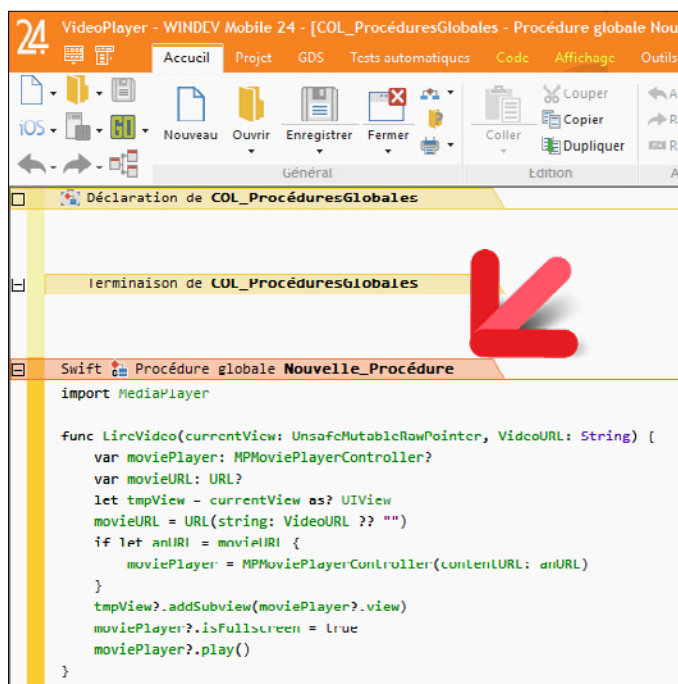 24 VideoPlayer - WINDEV Mobile 24 - [COL_ProcéduresGlobales - Procédure globale Nou
Accueil Projet GDS Tests automatiques Code Affichage Outils
iOS GO Nouveau Ouvrir Enregistrer Fermer Coller Couper
Copier
Dupliquer
Général Edition
Déclaration de COL_ProcéduresGlobales
Terminaison de COL_ProcéduresGlobales
Swift Procédure globale Nouvelle_Procédure
import MediaPlayer
func LireVideo(currentView: UnsafeMutableRawPointer, VideoURL: String) {
var moviePlayer: MPMoviePlayerController?
var movieURL: URL?
let tmpView = currentView as? UIView
movieURL = URL(string: VideoURL ?? "")
if let anURL = movieURL {
moviePlayer = MPMoviePlayerController(contentURL: anURL)
}
tmpView?.addSubview(moviePlayer?.view)
moviePlayer?.isFullscreen = true
moviePlayer?.play()
}